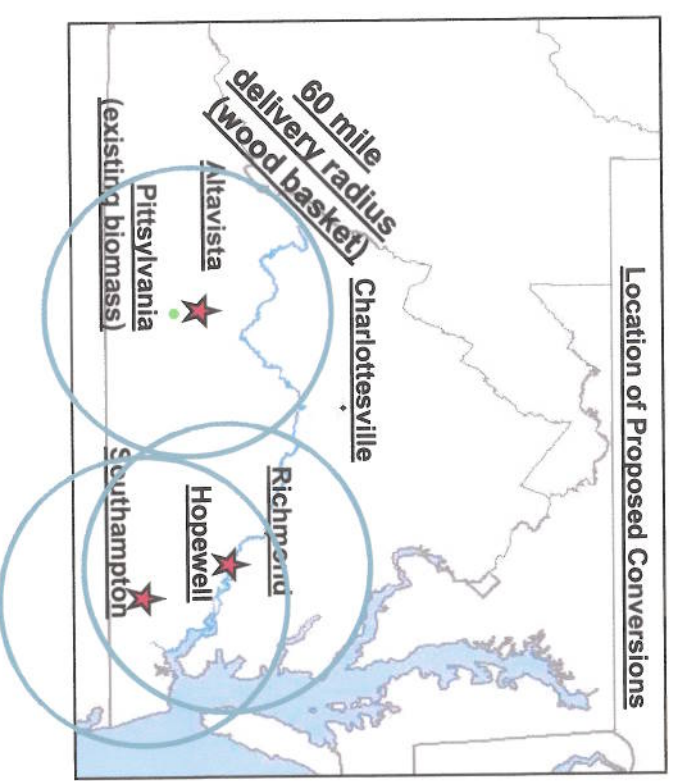 Location of Proposed Conversions
60 mile
delivery radius
(wood basket)
Charlottesville
Richmond
Altavista
Hopewell
Pittsylvania
(existing biomass)
Southampton